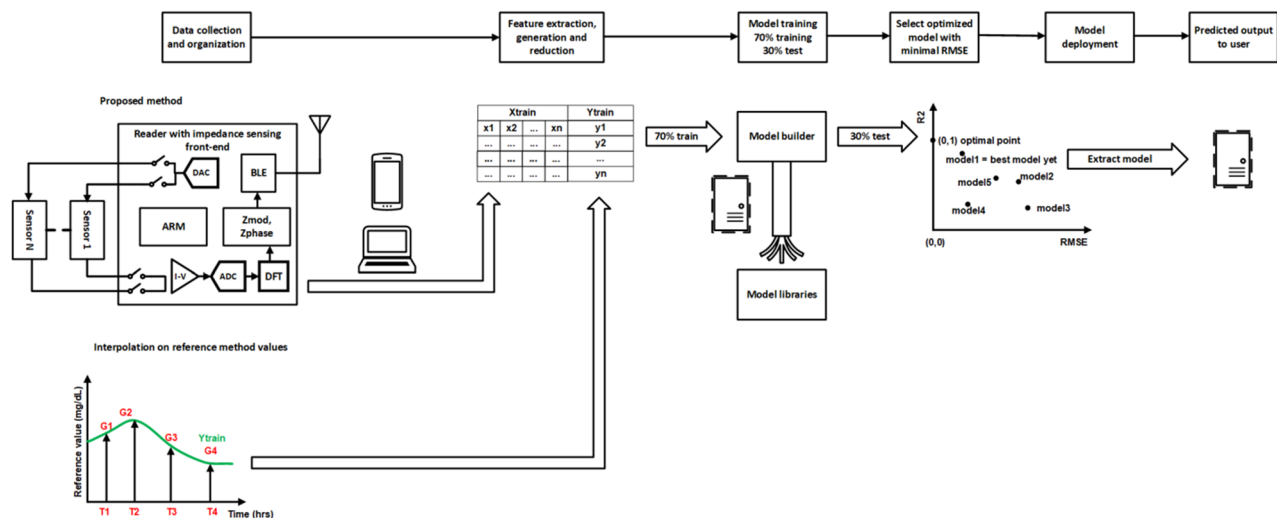 Data collection
and organization
Feature extraction,
generation and
reduction
Model training
70% training
30% test
Select optimized
model with
minimal RMSE
Model
deployment
Predicted output
to user
Proposed method
Reader with impedance sensing
front-end
DAC
BLE
ARM
Zmod,
Zphase
I-V
ADC
DFT
Sensor N
Sensor 1
Xtrain
Ytrain
x1 x2 ... xn y1
... ... ... ... y2
... ... ... ... ...
... ... ... ... yn
70% train
Model builder
Model libraries
30% test
R2
(0,1) optimal point
model1 = best model yet
model5
model2
model4
model3
(0,0)
RMSE
Extract model
Interpolation on reference method values
Reference value (mg/dL)
G1
G2
G3
Ytrain
G4
T1
T2
T3
T4
Time (hrs)